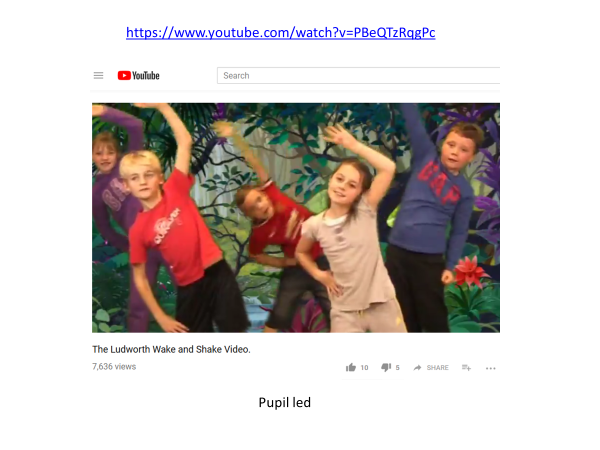 https://www.youtube.com/watch?v=PBeQTzRqgPc
YouTube
Search
The Ludworth Wake and Shake Video.
7,636 views
10
5
SHARE
Pupil led